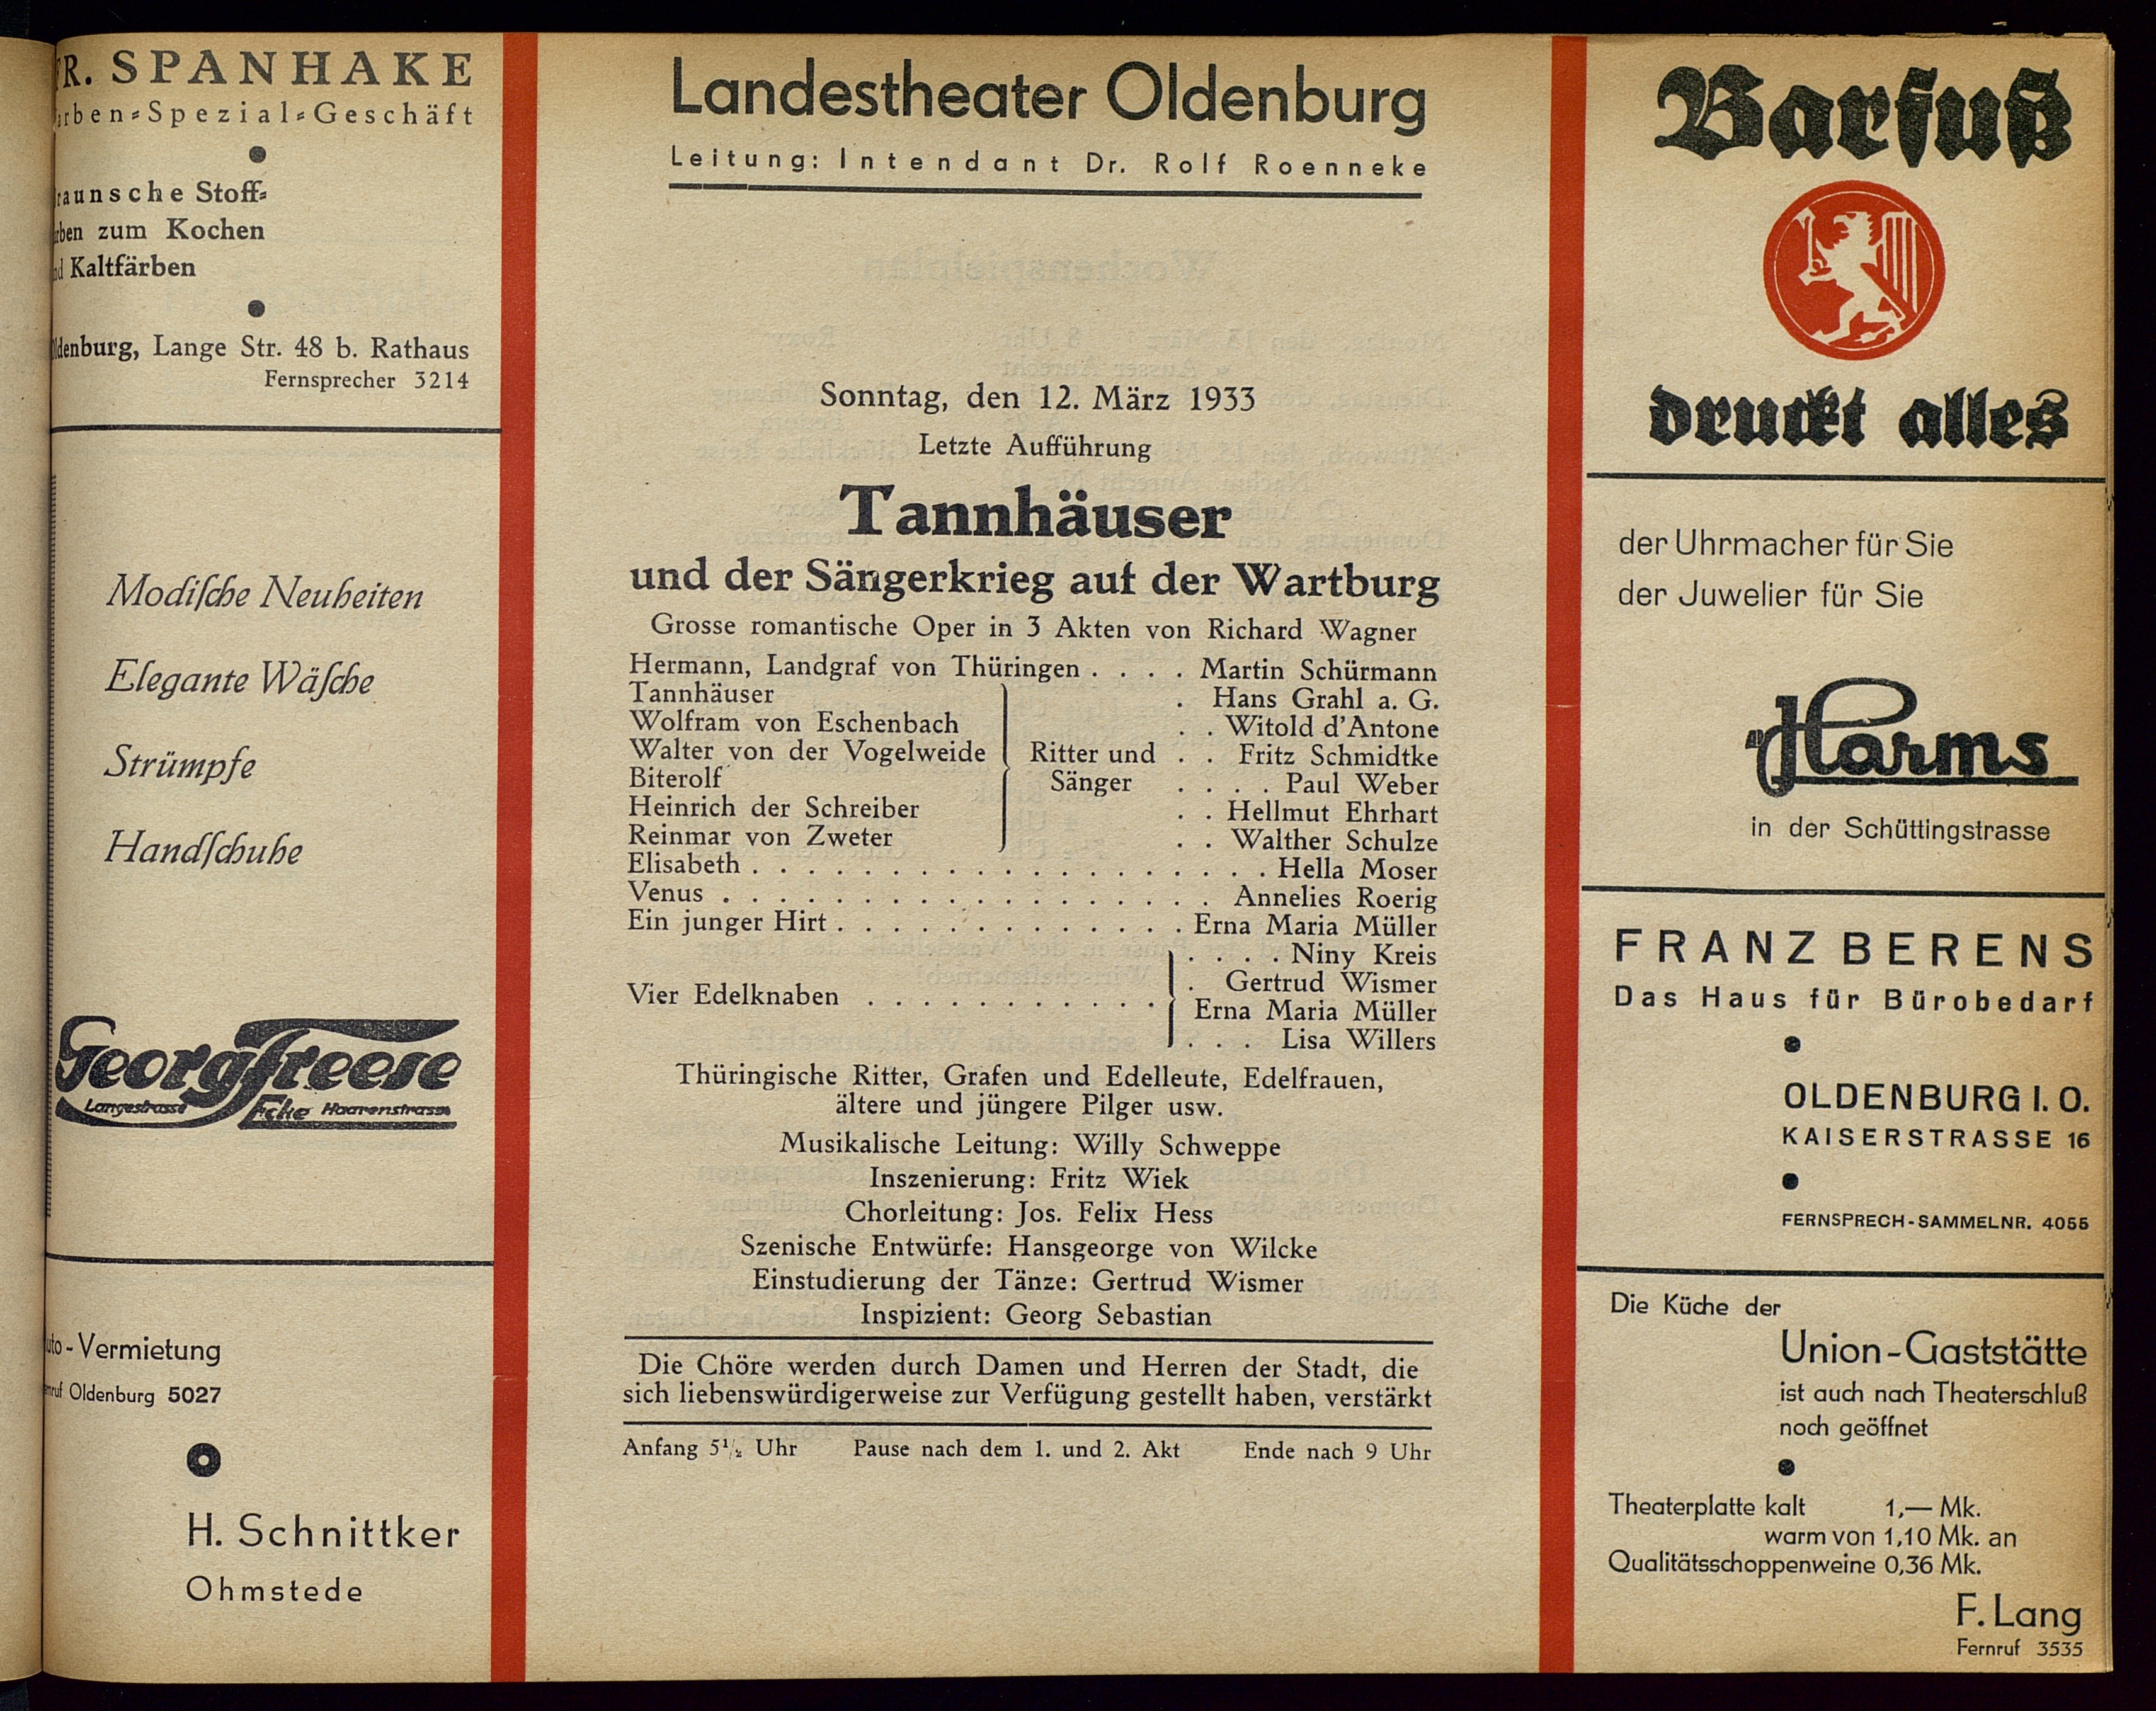 FR. SPANHAKE
arben-Spezial-Geschäft
raunsche Stoff-
rben zum Kochen
nd Kaltfärben
ldenburg, Lange Str. 48 b. Rathaus
Fernsprecher 3214
Modische Neuheiten
Elegante Wäsche
Strümpfe
Handschuhe
Georg Freese
Langestrasse Ecke Haarenstrasse
uto-Vermietung
ernruf Oldenburg 5027
H. Schnittker
Ohmstede
Landestheater Oldenburg
Leitung: Intendant Dr. Rolf Roenneke
Sonntag, den 12. März 1933
Letzte Aufführung
Tannhäuser
und der Sängerkrieg auf der Wartburg
Grosse romantische Oper in 3 Akten von Richard Wagner
Hermann, Landgraf von Thüringen . . . . Martin Schürmann
Tannhäuser . Hans Grahl a. G.
Wolfram von Eschenbach . . Witold d'Antone
Walter von der Vogelweide Ritter und . . Fritz Schmidtke
Biterolf Sänger . . . . Paul Weber
Heinrich der Schreiber . . Hellmut Ehrhart
Reinmar von Zweter . . Walther Schulze
Elisabeth . . . . . . . . . . . . . . . . . . . Hella Moser
Venus . . . . . . . . . . . . . . . . . . Annelies Roerig
Ein junger Hirt . . . . . . . . . . . . . Erna Maria Müller
. . . . Niny Kreis
. Gertrud Wismer
Vier Edelknaben . . . . . . . . . . .
Erna Maria Müller
. . . Lisa Willers
Thüringische Ritter, Grafen und Edelleute, Edelfrauen,
ältere und jüngere Pilger usw.
Musikalische Leitung: Willy Schweppe
Inszenierung: Fritz Wiek
Chorleitung: Jos. Felix Hess
Szenische Entwürfe: Hansgeorge von Wilcke
Einstudierung der Tänze: Gertrud Wismer
Inspizient: Georg Sebastian
Die Chöre werden durch Damen und Herren der Stadt, die
sich liebenswürdigerweise zur Verfügung gestellt haben, verstärkt
Anfang 5½ Uhr Pause nach dem 1. und 2. Akt Ende nach 9 Uhr
Barfuß
druckt alles
der Uhrmacher für Sie
der Juwelier für Sie
Harms
in der Schüttingstrasse
FRANZ BERENS
Das Haus für Bürobedarf
OLDENBURG I. O.
KAISERSTRASSE 16
FERNSPRECH-SAMMELNR. 4055
Die Küche der
Union-Gaststätte
ist auch nach Theaterschluß
noch geöffnet
Theaterplatte kalt 1,— Mk.
warm von 1,10 Mk. an
Qualitätsschoppenweine 0,36 Mk.
F. Lang
Fernruf 3535